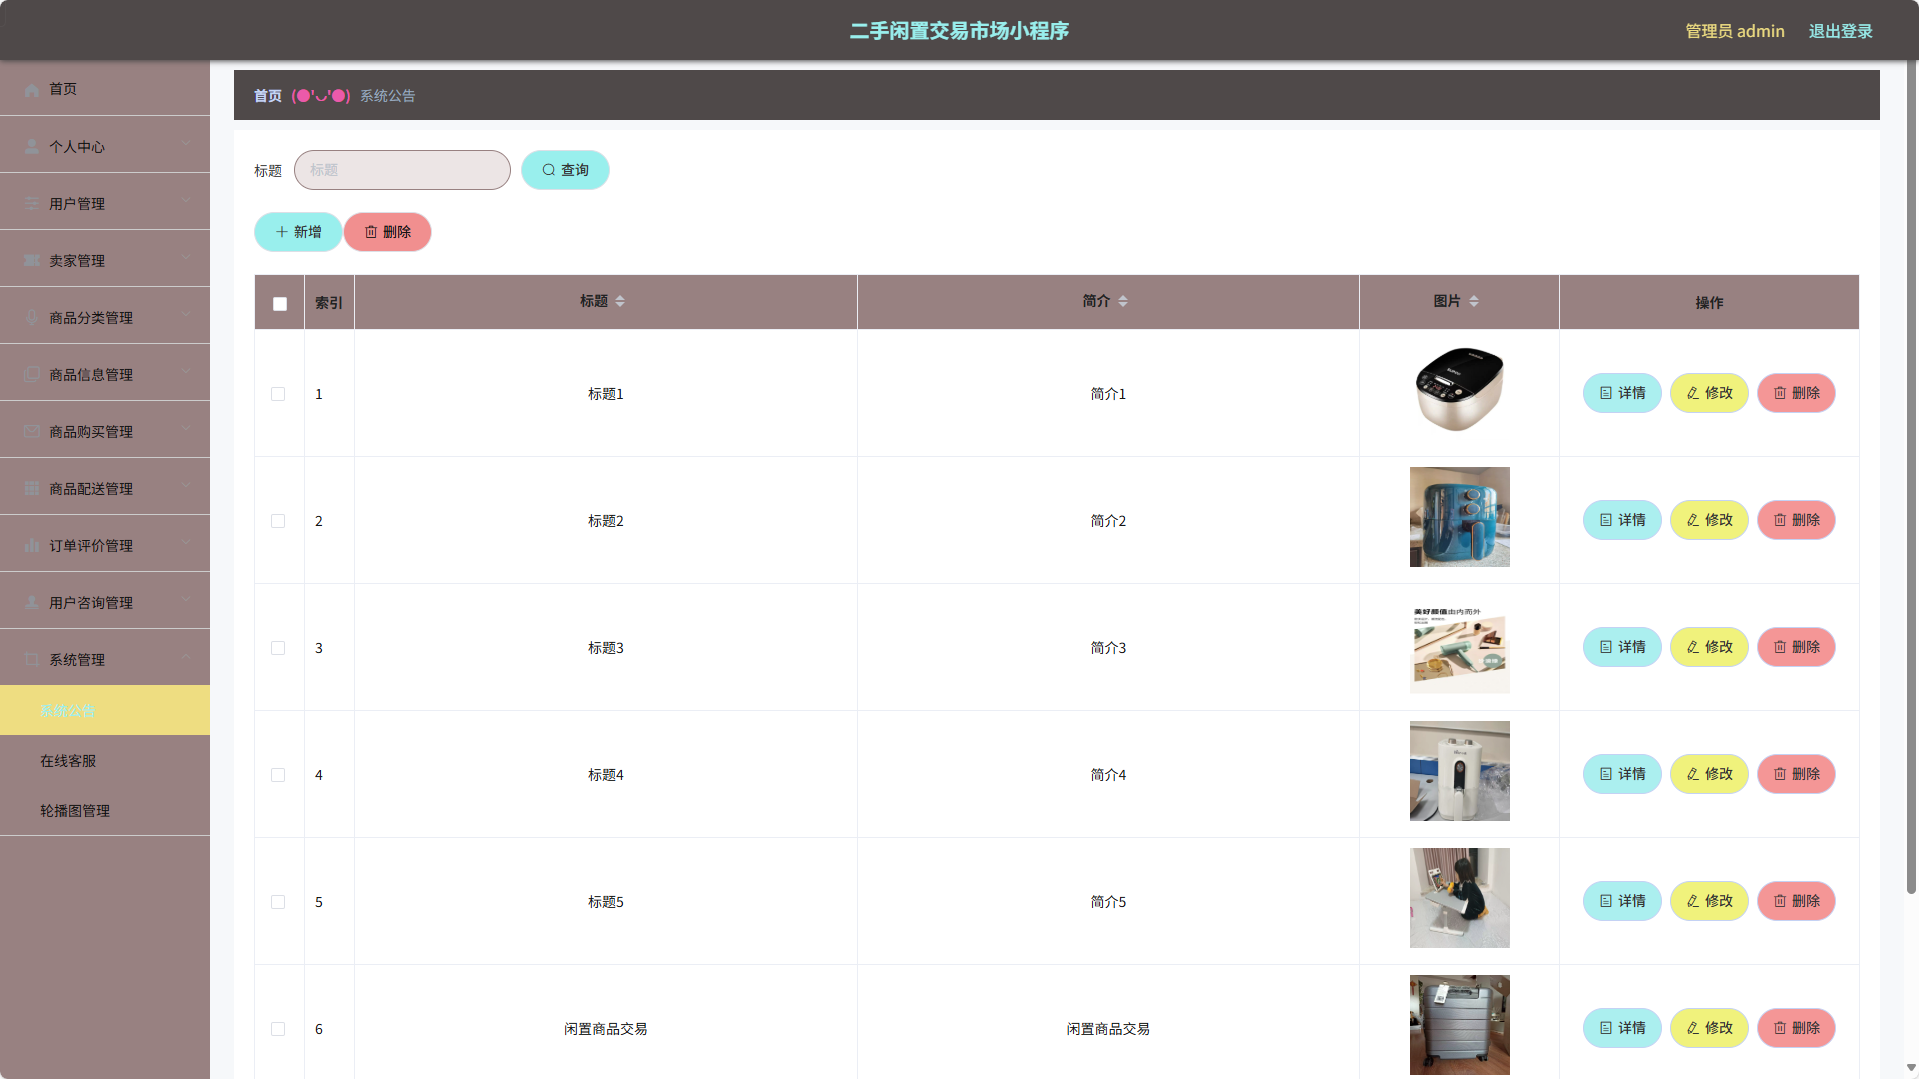 二手闲置交易市场小程序
管理员 admin
退出登录
首页
个人中心
用户管理
卖家管理
商品分类管理
商品信息管理
商品购买管理
商品配送管理
订单评价管理
用户咨询管理
系统管理
系统公告
在线客服
轮播图管理
首页 (●'◡'●) 系统公告
标题 标题 查询
新增 删除
索引 标题 简介 图片 操作
1 标题1 简介1 详情 修改 删除
2 标题2 简介2 详情 修改 删除
美好颜值由内而外
3 标题3 简介3 详情 修改 删除
4 标题4 简介4 详情 修改 删除
5 标题5 简介5 详情 修改 删除
6 闲置商品交易 闲置商品交易 详情 修改 删除